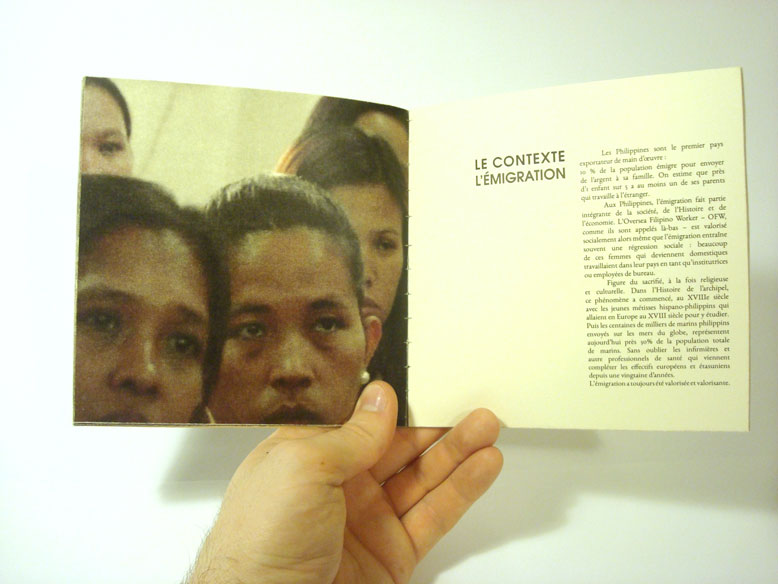 LE CONTEXTE
L'ÉMIGRATION
Les Philippines sont le premier pays
exportateur de main d'œuvre :
10 % de la population émigre pour envoyer
de l'argent à sa famille. On estime que près
d'1 enfant sur 3 a au moins un de ses parents
qui travaille à l'étranger.
Aux Philippines, l'émigration fait partie
intégrante de la société, de l'Histoire et de
l'économie. L'Oversea Filipino Worker – OFW,
comme ils sont appelés là-bas – est valorisé
socialement alors même que l'émigration entraîne
souvent une régression sociale : beaucoup
de ces femmes qui deviennent domestiques
travaillaient dans leur pays en tant qu'institutrices
ou employées de bureau.
Figure du sacrifié, à la fois religieuse
et culturelle. Dans l'Histoire de l'archipel,
ce phénomène a commencé, au XVIIIe siècle
avec les jeunes métisses hispano-philippins qui
allaient en Europe au XVIII siècle pour y étudier.
Puis les centaines de milliers de marins philippins
envoyés sur les mers du globe, représentent
aujourd'hui près 30% de la population totale
de marins. Sans oublier les infirmières et
autre professionnels de santé qui viennent
compléter les effectifs européens et étasuniens
depuis une vingtaine d'années.
L'émigration a toujours été valorisée et valorisante.